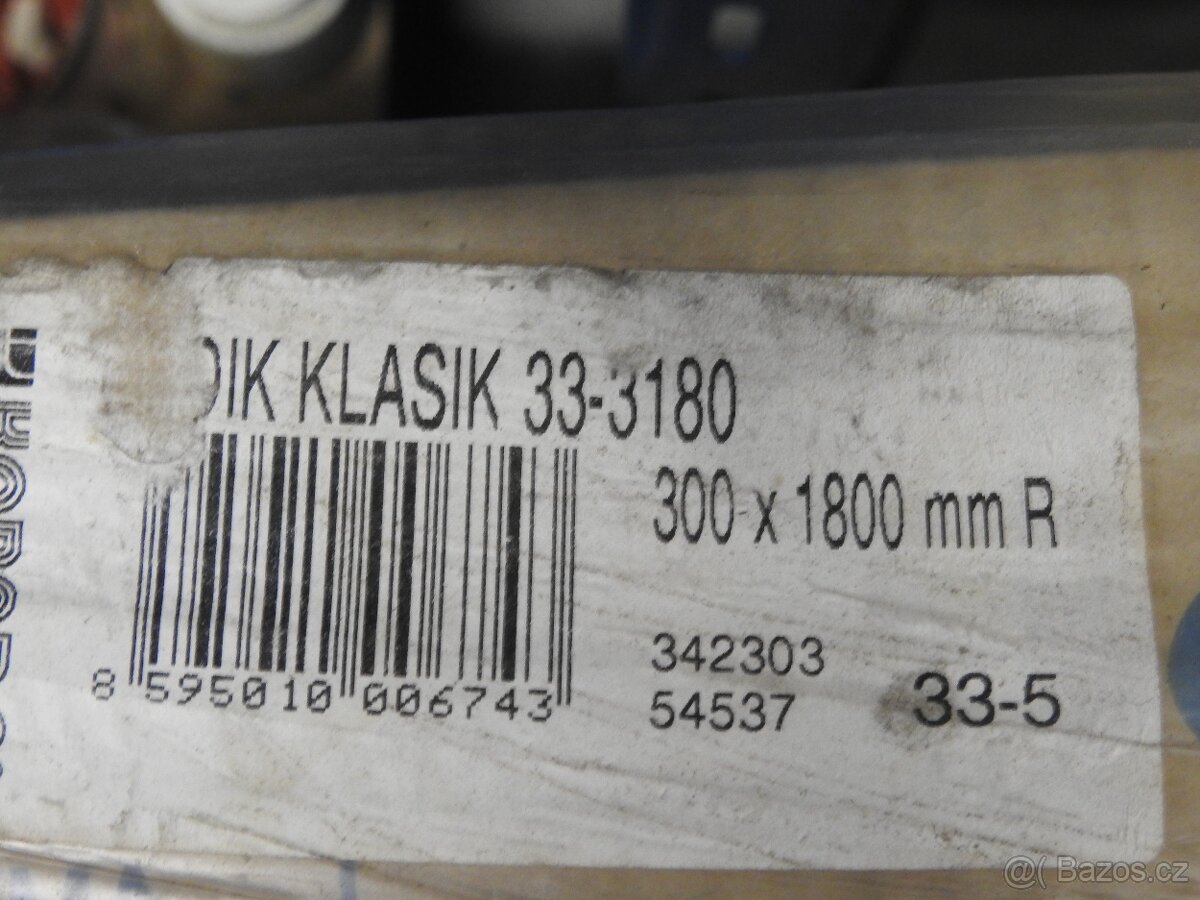 DIK KLASIK 33-3180
300 x 1800 mm R
8 595010 006743
342303
54537
33-5
@( Bazos.cz